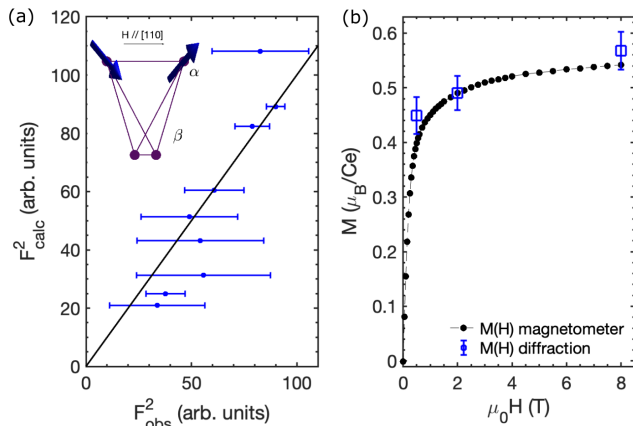 (a)
H // [110]
α
β
120
100
80
60
40
20
0
F²calc (arb. units)
0
50
100
F²obs (arb. units)
(b)
0.6
0.5
0.4
0.3
0.2
0.1
0
M (μB/Ce)
M(H) magnetometer
M(H) diffraction
0
2
4
6
8
μ0H (T)